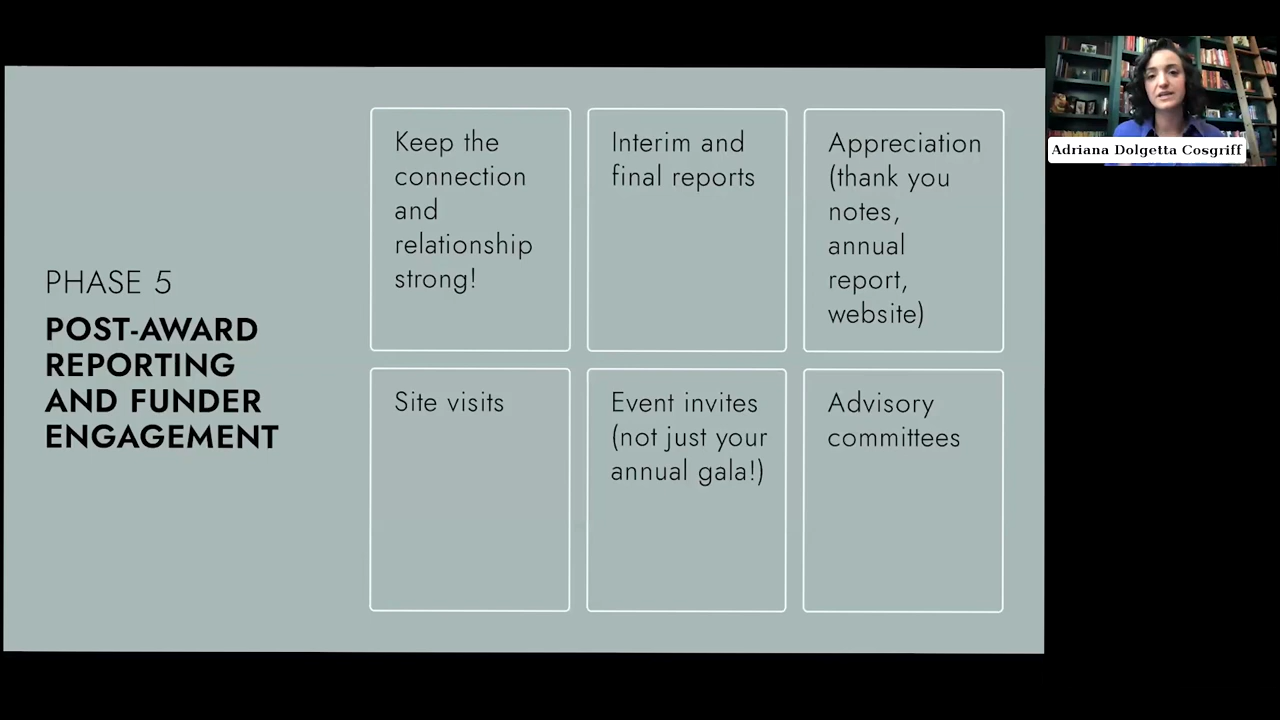 PHASE 5
POST-AWARD
REPORTING
AND FUNDER
ENGAGEMENT
Keep the
connection
and
relationship
strong!
Interim and
final reports
Appreciation
(thank you
notes,
annual
report,
website)
Site visits
Event invites
(not just your
annual gala!)
Advisory
committees
Adriana Dolgetta Cosgriff